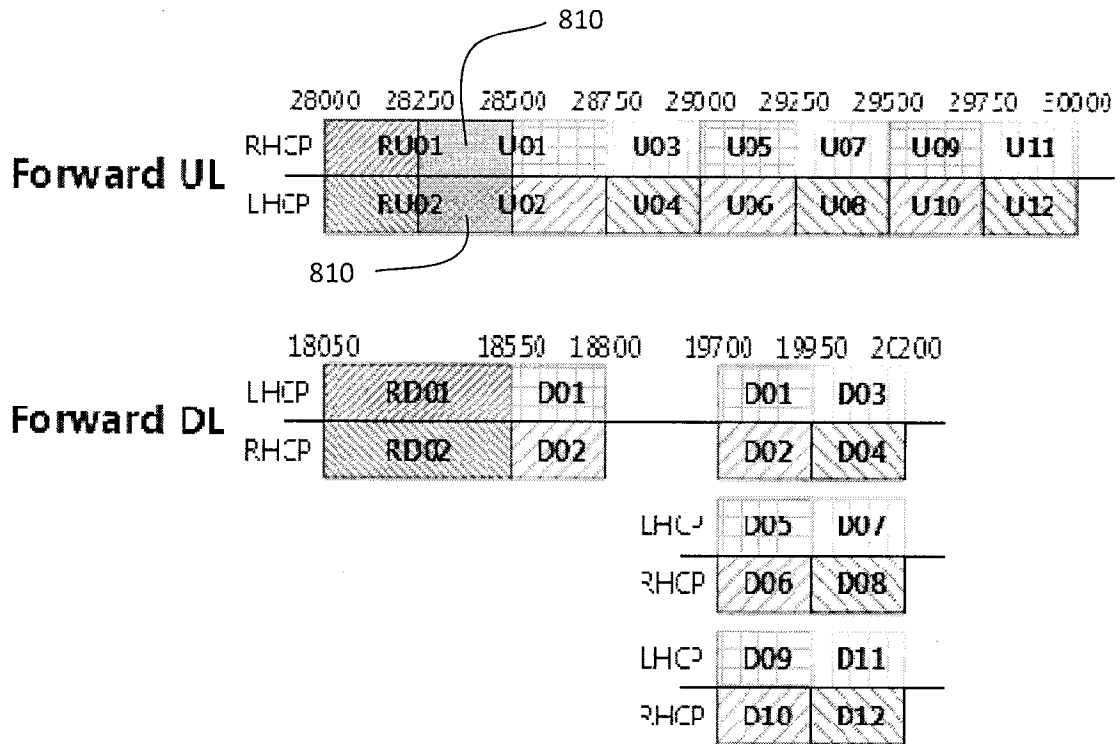 810
28000 28250 28500 28750 29000 29250 29500 29750 30000
RHCP RU01 U01 U03 U05 U07 U09 U11
Forward UL
LHCP RU02 U02 U04 U06 U08 U10 U12
810
18050 18550 18800 19700 19950 20200
LHCP RD01 D01 D01 D03
Forward DL
RHCP RD02 D02 D02 D04
LHCP D05 D07
RHCP D06 D08
LHCP D09 D11
RHCP D10 D12